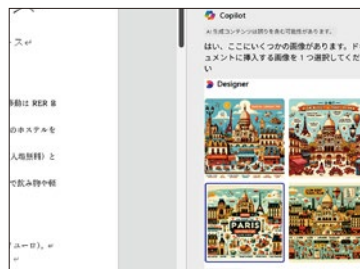 ス↵
移動は RER B
のホステルを
入場無料）と
で飲み物や軽
ユーロ)、↵
Copilot
AI 生成コンテンツは誤りを含む可能性があります。
はい、ここにいくつかの画像があります。ド
ュメントに挿入する画像を 1 つ選択してくだ
い
Designer
PARIS